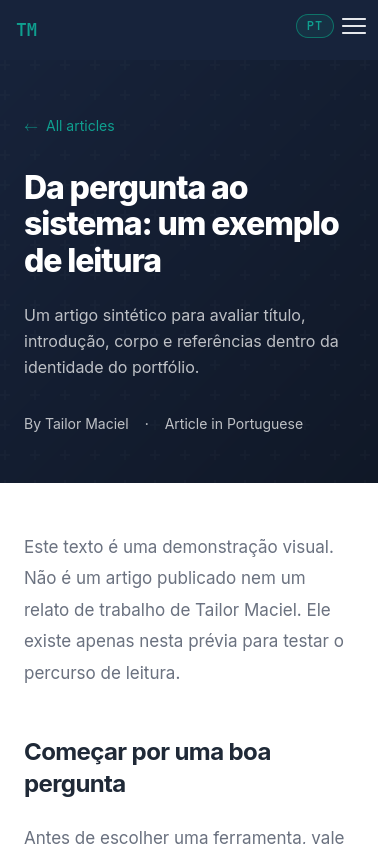 TM
PT
← All articles
Da pergunta ao
sistema: um exemplo
de leitura
Um artigo sintético para avaliar título,
introdução, corpo e referências dentro da
identidade do portfólio.
By Tailor Maciel · Article in Portuguese
Este texto é uma demonstração visual.
Não é um artigo publicado nem um
relato de trabalho de Tailor Maciel. Ele
existe apenas nesta prévia para testar o
percurso de leitura.
Começar por uma boa
pergunta
Antes de escolher uma ferramenta, vale